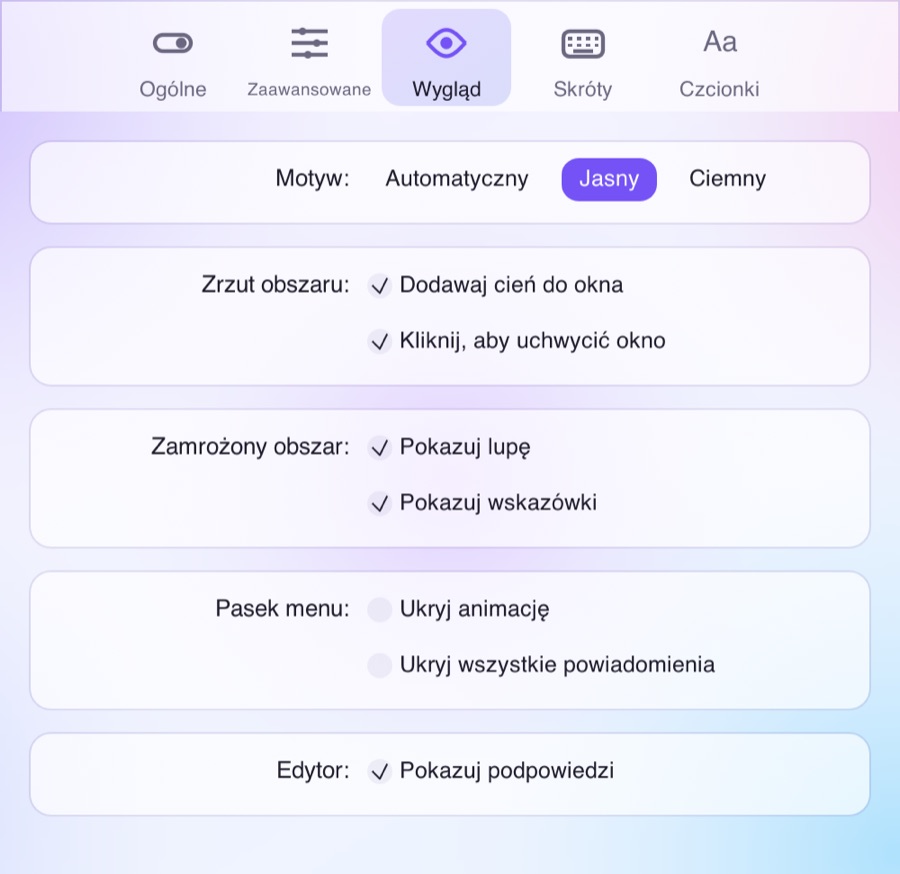 Ogólne
Zaawansowane
Wygląd
Skróty
Aa
Czcionki
Motyw: Automatyczny Jasny Ciemny
Zrzut obszaru: Dodawaj cień do okna
Kliknij, aby uchwycić okno
Zamrożony obszar: Pokazuj lupę
Pokazuj wskazówki
Pasek menu: Ukryj animację
Ukryj wszystkie powiadomienia
Edytor: Pokazuj podpowiedzi